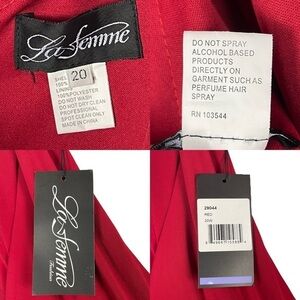 La femme
20
SHELL
100%
LINING
100%POLYESTER
DO NOT WASH
DO NOT DRY CLEAN
PROFESSIONAL
SPOT CLEAN ONLY
MADE IN CHINA
DO NOT SPRAY
ALCOHOL BASED
PRODUCTS
DIRECTLY ON
GARMENT SUCH AS
PERFUME HAIR
SPRAY
RN 103544
La femme
Fashion
29044
RED
20W